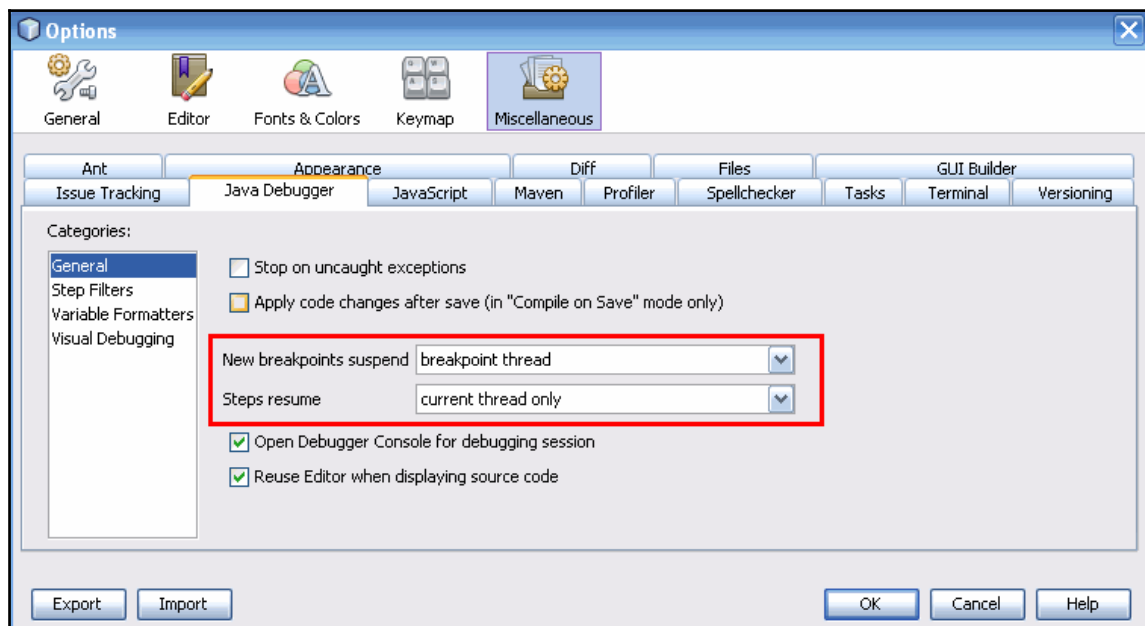 Options
General Editor Fonts & Colors Keymap Miscellaneous
Ant Appearance Diff Files GUI Builder
Issue Tracking Java Debugger JavaScript Maven Profiler Spellchecker Tasks Terminal Versioning
Categories:
General
Step Filters
Variable Formatters
Visual Debugging
Stop on uncaught exceptions
Apply code changes after save (in "Compile on Save" mode only)
New breakpoints suspend breakpoint thread
Steps resume current thread only
Open Debugger Console for debugging session
Reuse Editor when displaying source code
Export Import OK Cancel Help